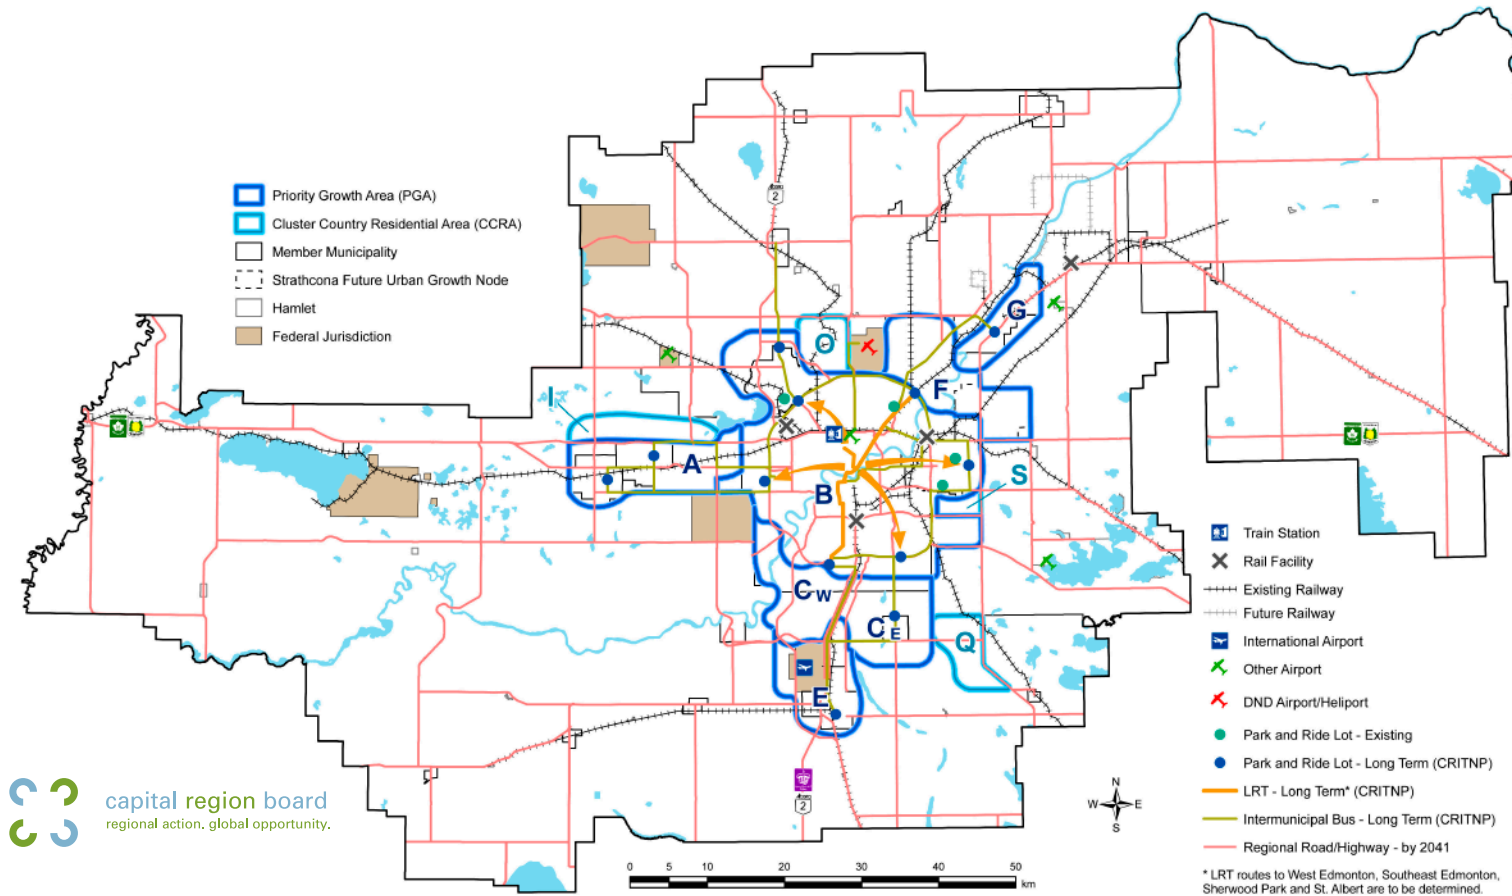 Priority Growth Area (PGA)
Cluster Country Residential Area (CCRA)
Member Municipality
Strathcona Future Urban Growth Node
Hamlet
Federal Jurisdiction
2
G
O
F
I
A
S
B
CW
CE
Q
E
2
Train Station
Rail Facility
Existing Railway
Future Railway
International Airport
Other Airport
DND Airport/Heliport
Park and Ride Lot - Existing
Park and Ride Lot - Long Term (CRITNP)
LRT - Long Term* (CRITNP)
Intermunicipal Bus - Long Term (CRITNP)
Regional Road/Highway - by 2041
* LRT routes to West Edmonton, Southeast Edmonton,
Sherwood Park and St. Albert are to be determined.
capital region board
regional action. global opportunity.
N
W E
S
0 5 10 20 30 40 50
km